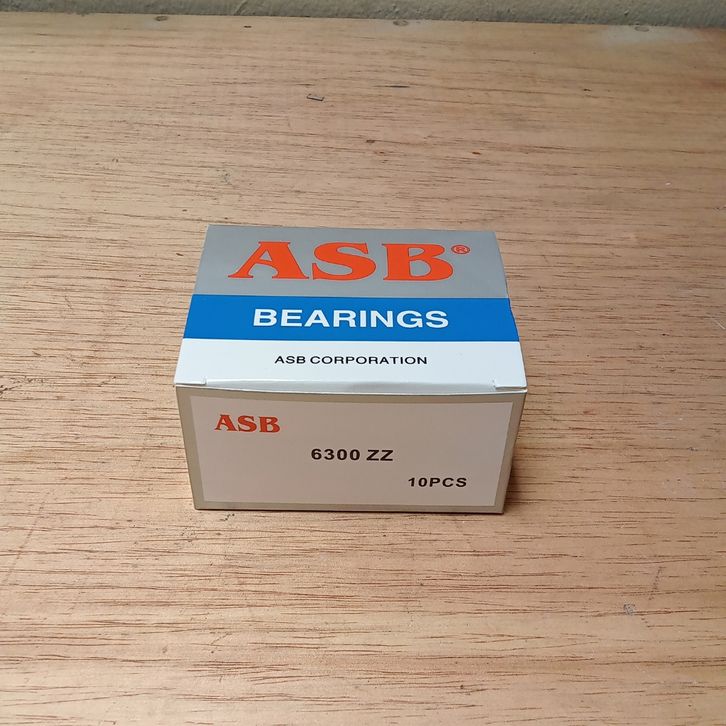 ASB®
BEARINGS
ASB CORPORATION
ASB
6300 ZZ
10PCS